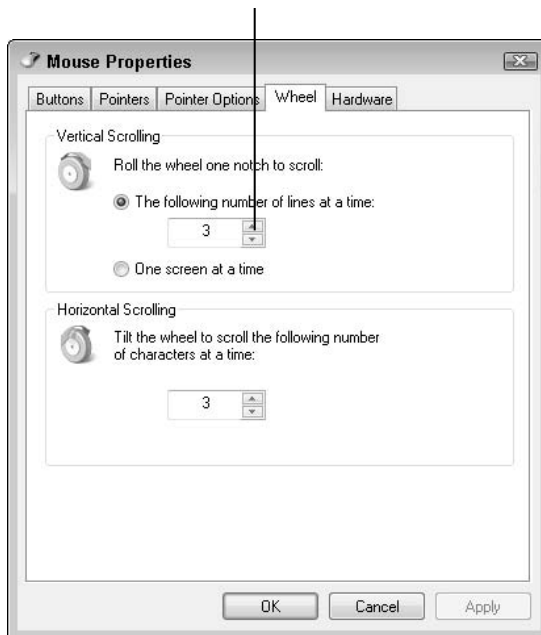 Mouse Properties
Buttons Pointers Pointer Options Wheel Hardware
Vertical Scrolling
Roll the wheel one notch to scroll:
The following number of lines at a time:
3
One screen at a time
Horizontal Scrolling
Tilt the wheel to scroll the following number
of characters at a time:
3
OK Cancel Apply